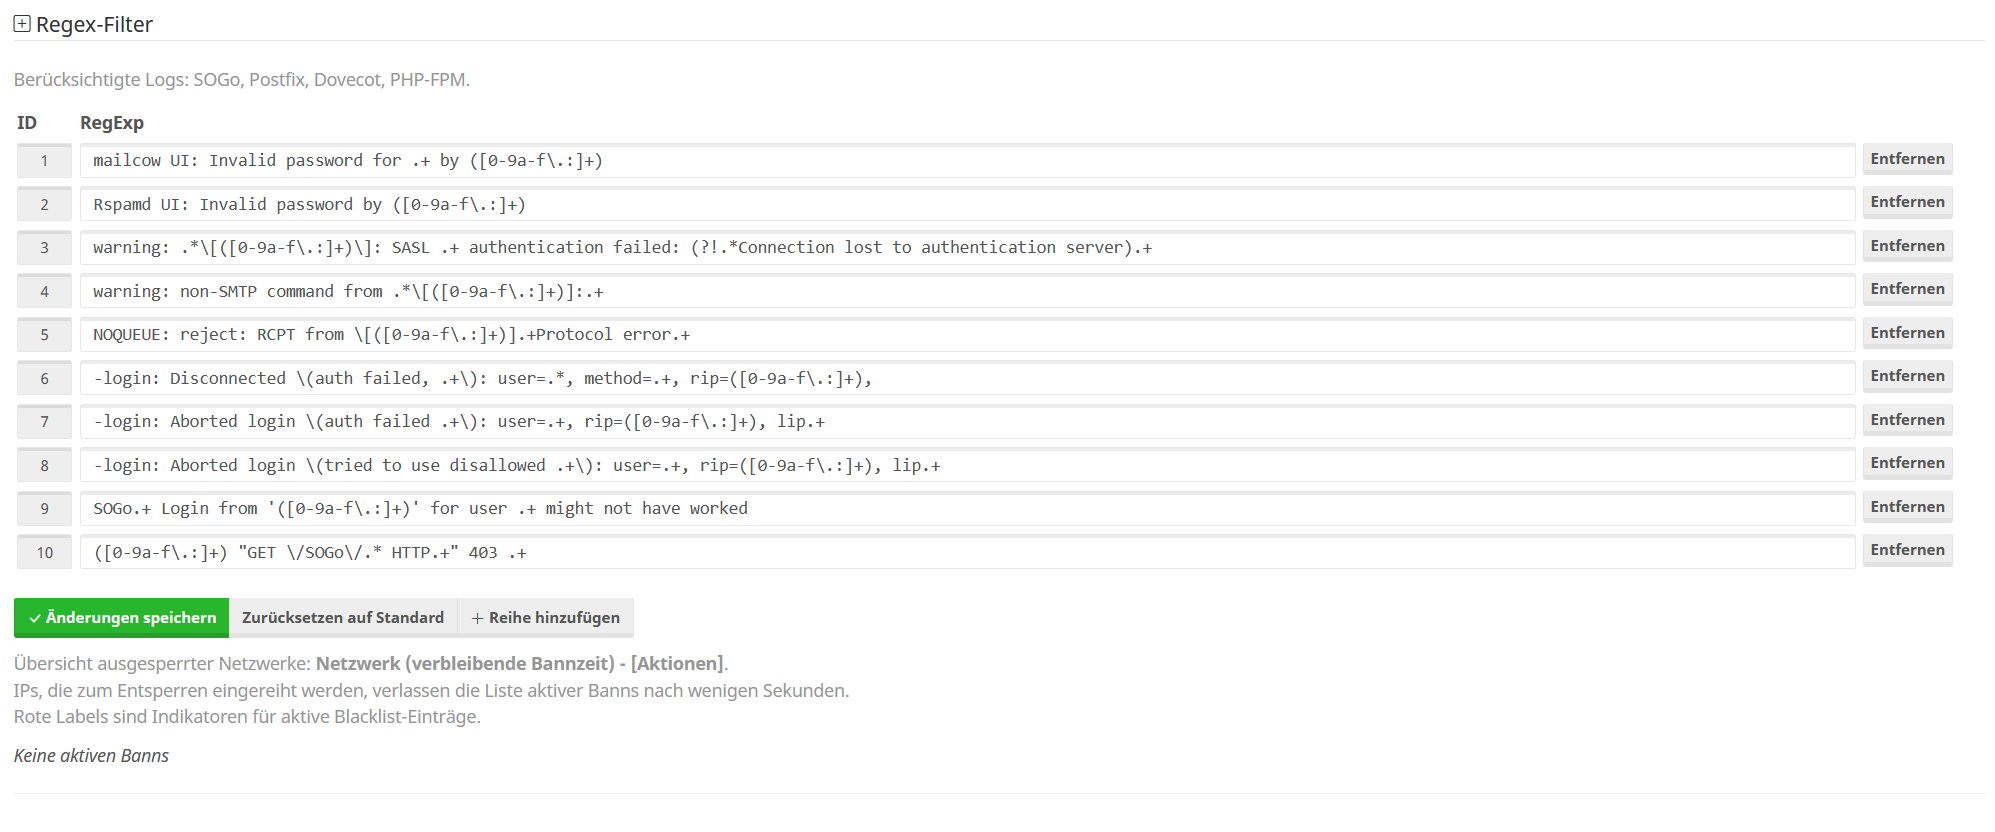 Regex-Filter
Berücksichtigte Logs: SOGo, Postfix, Dovecot, PHP-FPM.
ID RegExp
1 mailcow UI: Invalid password for .+ by ([0-9a-f\.:]+) Entfernen
2 Rspamd UI: Invalid password by ([0-9a-f\.:]+) Entfernen
3 warning: .*\[([0-9a-f\.:]+)\]: SASL .+ authentication failed: (?!.*Connection lost to authentication server).+ Entfernen
4 warning: non-SMTP command from .*\[([0-9a-f\.:]+)]:.+ Entfernen
5 NOQUEUE: reject: RCPT from \[([0-9a-f\.:]+)].+Protocol error.+ Entfernen
6 -login: Disconnected \(auth failed, .+\): user=.*, method=.+, rip=([0-9a-f\.:]+), Entfernen
7 -login: Aborted login \(auth failed .+\): user=.+, rip=([0-9a-f\.:]+), lip.+ Entfernen
8 -login: Aborted login \(tried to use disallowed .+\): user=.+, rip=([0-9a-f\.:]+), lip.+ Entfernen
9 SOGo.+ Login from '([0-9a-f\.:]+)' for user .+ might not have worked Entfernen
10 ([0-9a-f\.:]+) "GET \/SOGo\/.* HTTP.+" 403 .+ Entfernen
✓ Änderungen speichern Zurücksetzen auf Standard + Reihe hinzufügen
Übersicht ausgesperrter Netzwerke: Netzwerk (verbleibende Bannzeit) - [Aktionen].
IPs, die zum Entsperren eingereiht werden, verlassen die Liste aktiver Banns nach wenigen Sekunden.
Rote Labels sind Indikatoren für aktive Blacklist-Einträge.
Keine aktiven Banns